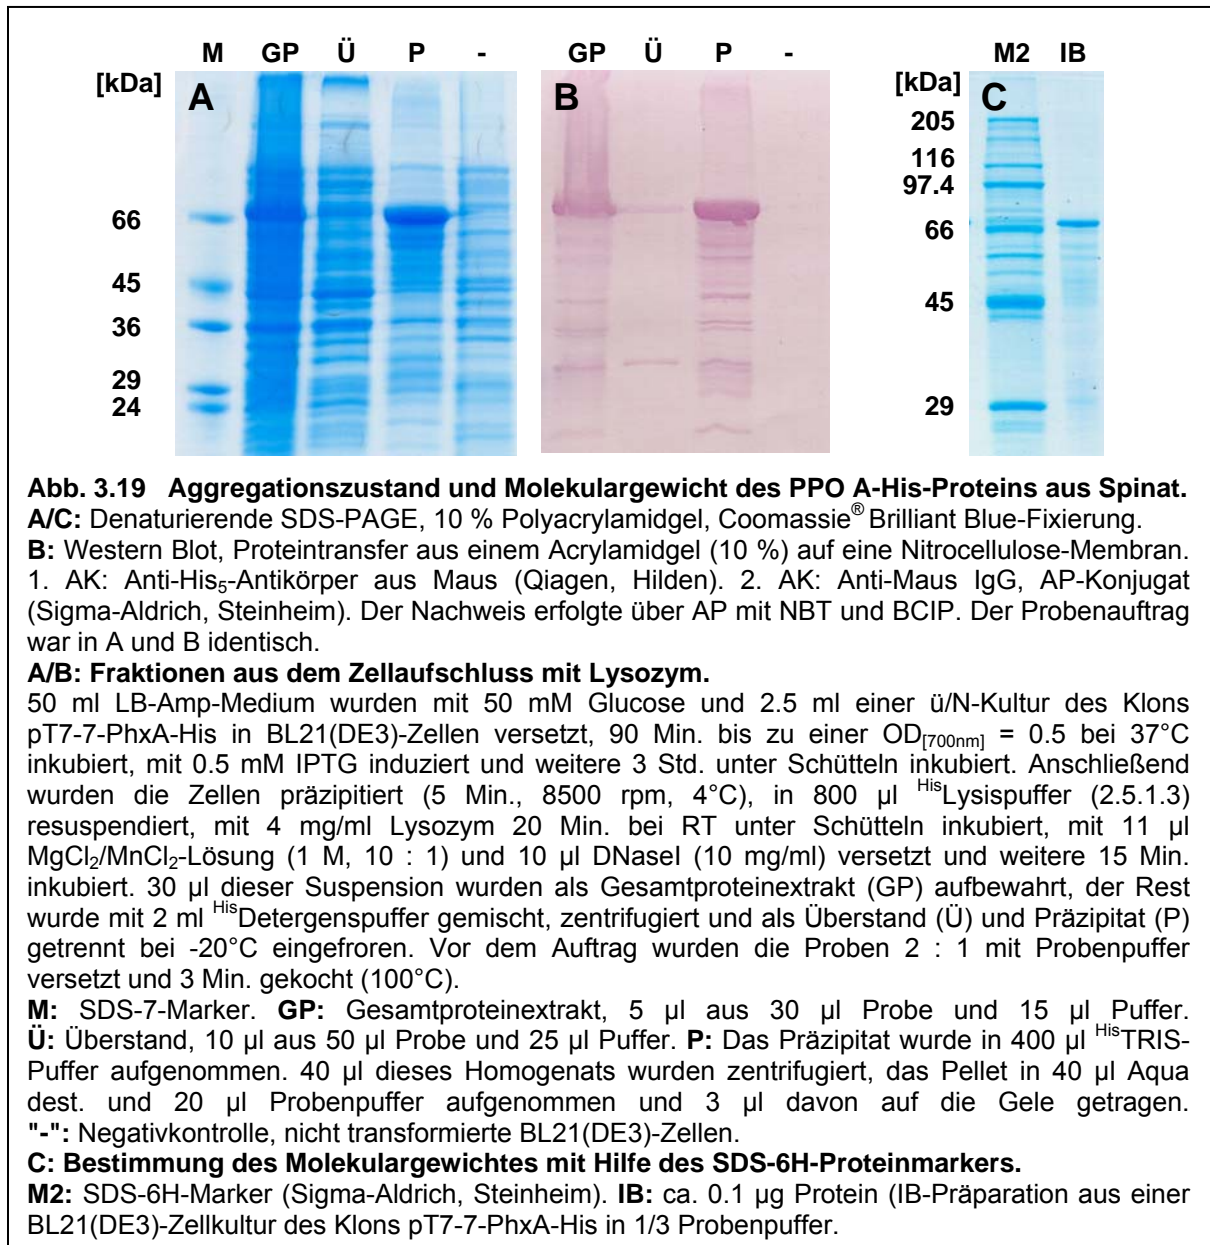 M GP Ü P - GP Ü P - M2 IB
[kDa] A B [kDa] C
205
116
97.4
66 66
45 45
36
29 29
24
Abb. 3.19 Aggregationszustand und Molekulargewicht des PPO A-His-Proteins aus Spinat.
A/C: Denaturierende SDS-PAGE, 10 % Polyacrylamidgel, Coomassie® Brilliant Blue-Fixierung.
B: Western Blot, Proteintransfer aus einem Acrylamidgel (10 %) auf eine Nitrocellulose-Membran.
1. AK: Anti-His5-Antikörper aus Maus (Qiagen, Hilden). 2. AK: Anti-Maus IgG, AP-Konjugat
(Sigma-Aldrich, Steinheim). Der Nachweis erfolgte über AP mit NBT und BCIP. Der Probenauftrag
war in A und B identisch.
A/B: Fraktionen aus dem Zellaufschluss mit Lysozym.
50 ml LB-Amp-Medium wurden mit 50 mM Glucose und 2.5 ml einer ü/N-Kultur des Klons
pT7-7-PhxA-His in BL21(DE3)-Zellen versetzt, 90 Min. bis zu einer OD[700nm] = 0.5 bei 37°C
inkubiert, mit 0.5 mM IPTG induziert und weitere 3 Std. unter Schütteln inkubiert. Anschließend
wurden die Zellen präzipitiert (5 Min., 8500 rpm, 4°C), in 800 µl HisLysispuffer (2.5.1.3)
resuspendiert, mit 4 mg/ml Lysozym 20 Min. bei RT unter Schütteln inkubiert, mit 11 µl
MgCl2/MnCl2-Lösung (1 M, 10 : 1) und 10 µl DNaseI (10 mg/ml) versetzt und weitere 15 Min.
inkubiert. 30 µl dieser Suspension wurden als Gesamtproteinextrakt (GP) aufbewahrt, der Rest
wurde mit 2 ml HisDetergenspuffer gemischt, zentrifugiert und als Überstand (Ü) und Präzipitat (P)
getrennt bei -20°C eingefroren. Vor dem Auftrag wurden die Proben 2 : 1 mit Probenpuffer
versetzt und 3 Min. gekocht (100°C).
M: SDS-7-Marker. GP: Gesamtproteinextrakt, 5 µl aus 30 µl Probe und 15 µl Puffer.
Ü: Überstand, 10 µl aus 50 µl Probe und 25 µl Puffer. P: Das Präzipitat wurde in 400 µl HisTRIS-
Puffer aufgenommen. 40 µl dieses Homogenats wurden zentrifugiert, das Pellet in 40 µl Aqua
dest. und 20 µl Probenpuffer aufgenommen und 3 µl davon auf die Gele getragen.
"-": Negativkontrolle, nicht transformierte BL21(DE3)-Zellen.
C: Bestimmung des Molekulargewichtes mit Hilfe des SDS-6H-Proteinmarkers.
M2: SDS-6H-Marker (Sigma-Aldrich, Steinheim). IB: ca. 0.1 µg Protein (IB-Präparation aus einer
BL21(DE3)-Zellkultur des Klons pT7-7-PhxA-His in 1/3 Probenpuffer.